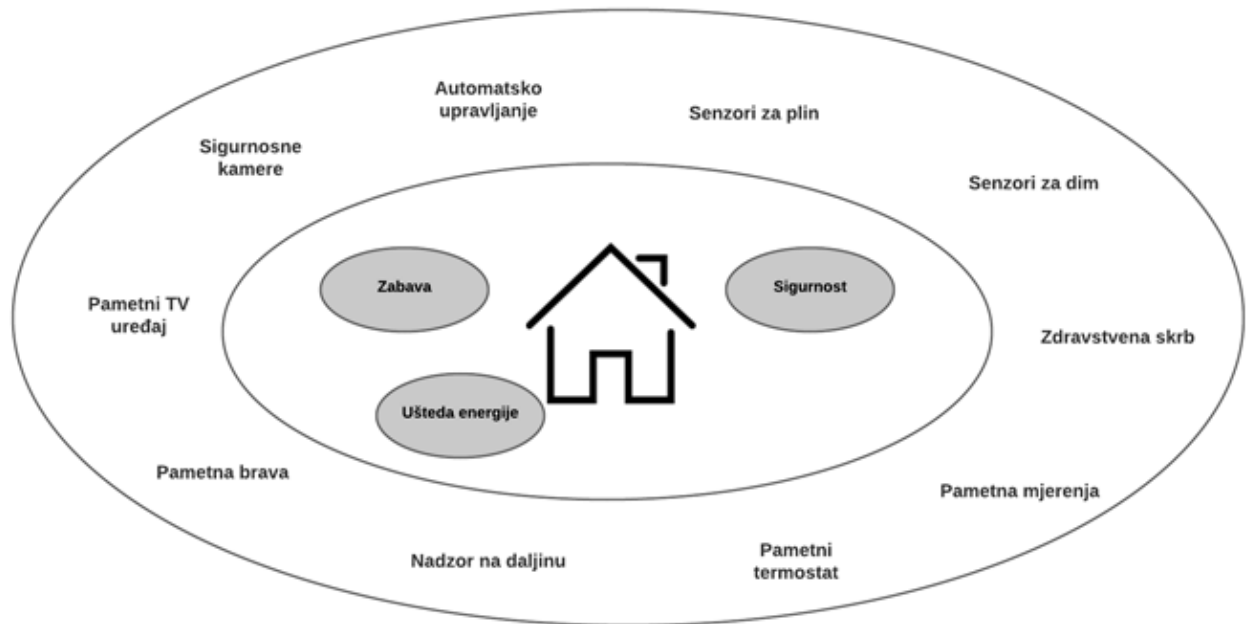 Automatsko
upravljanje
Senzori za plin
Sigurnosne
kamere
Senzori za dim
Zabava
Sigurnost
Pametni TV
uređaj
Zdravstvena skrb
Ušteda energije
Pametna brava
Pametna mjerenja
Nadzor na daljinu
Pametni
termostat